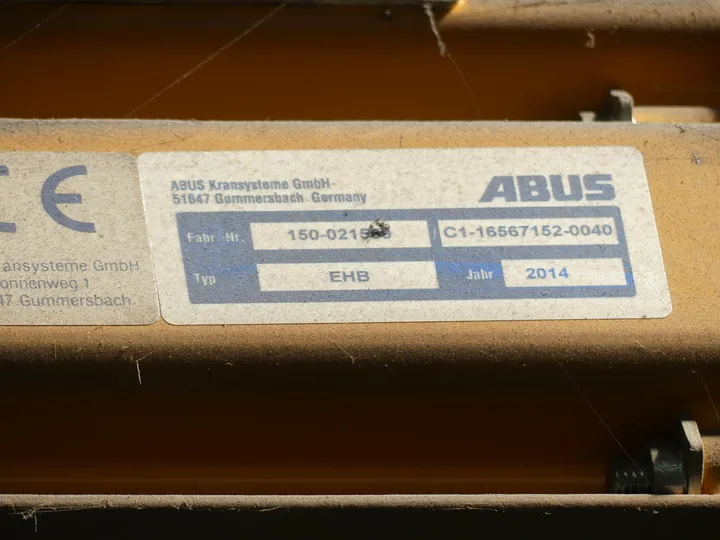 CE
ransysteme GmbH
onnenweg 1
47 Gummersbach
ABUS Kransysteme GmbH
51647 Gummersbach Germany
ABUS
Fabr.-Nr. / C1-16567152-0040
Typ EHB Jahr 2014